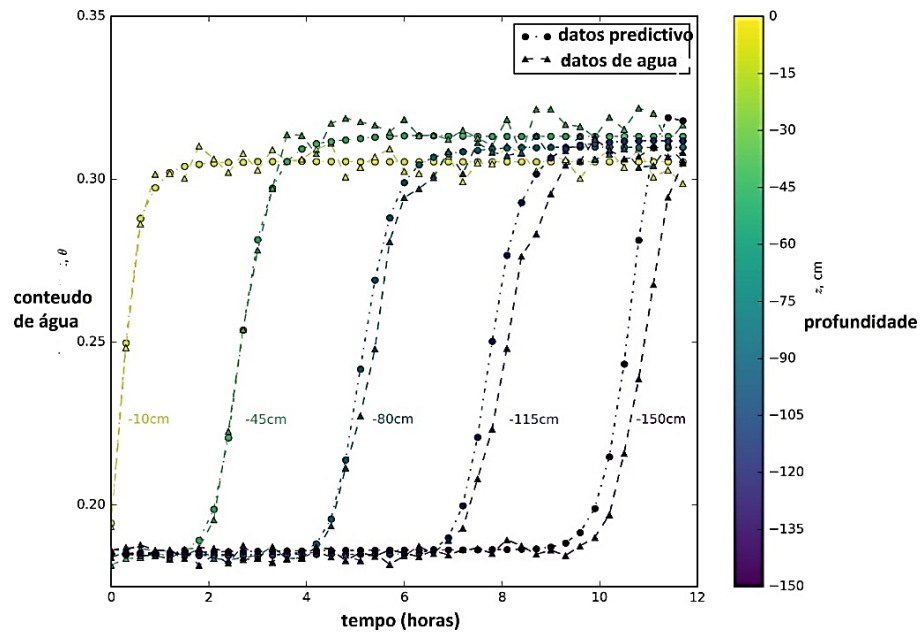 0.35
0.30
0.25
0.20
θ
conteudo
de água
datos predictivo
datos de agua
-10cm
-45cm
-80cm
-115cm
-150cm
0 2 4 6 8 10 12
tempo (horas)
0
−15
−30
−45
−60
−75
−90
−105
−120
−135
−150
z, cm
profundidade